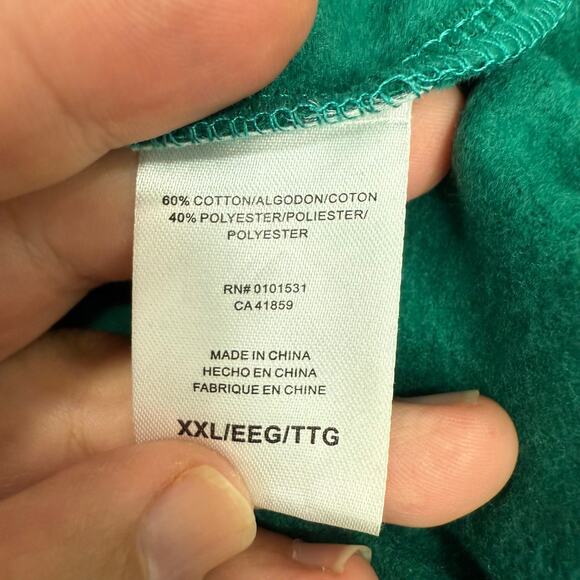 60% COTTON/ALGODON/COTON
40% POLYESTER/POLIESTER/
POLYESTER
RN# 0101531
CA 41859
MADE IN CHINA
HECHO EN CHINA
FABRIQUE EN CHINE
XXL/EEG/TTG